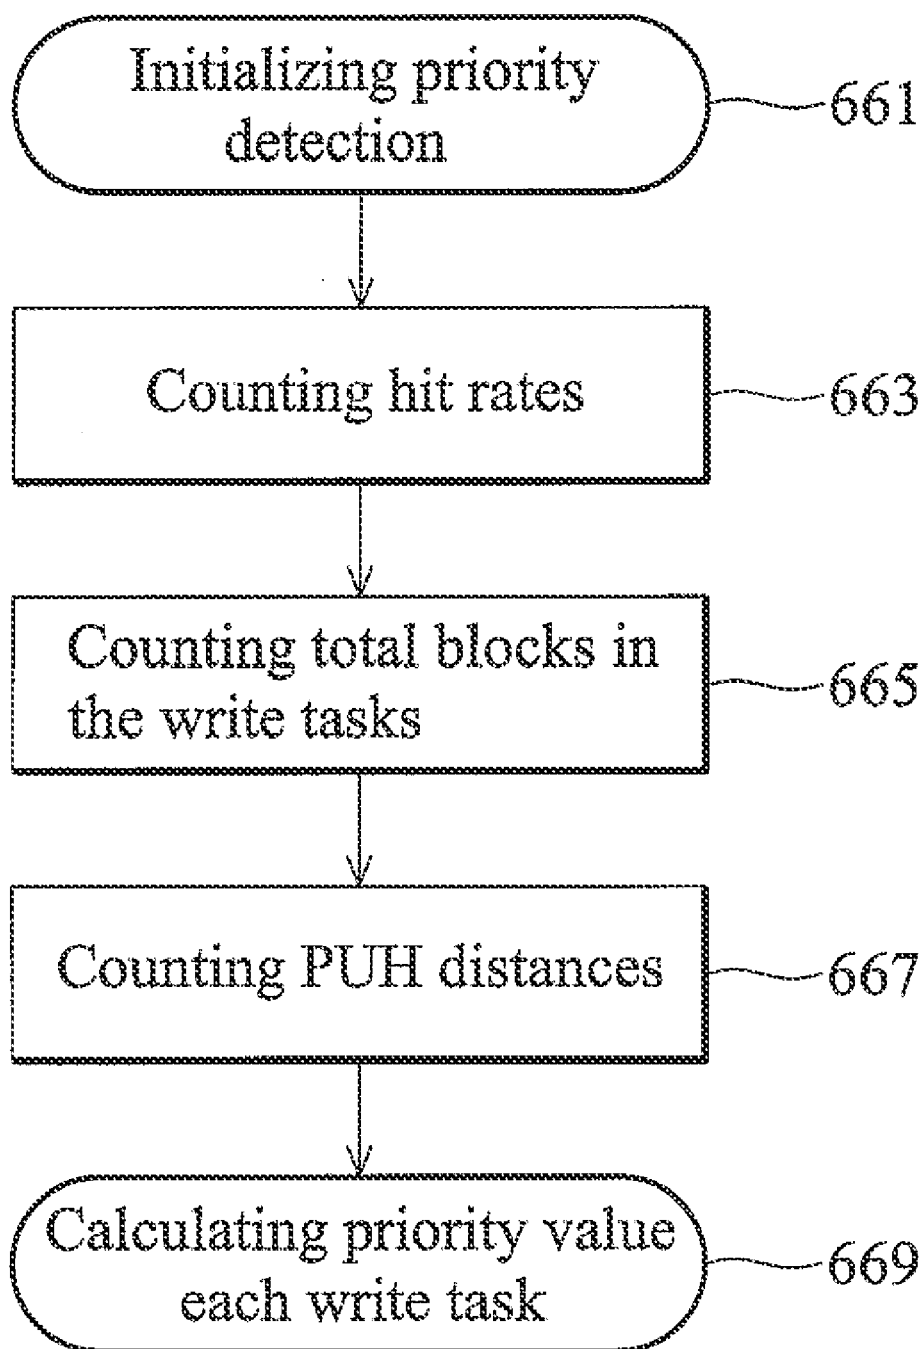 Initializing priority
detection
661
Counting hit rates
663
Counting total blocks in
the write tasks
665
Counting PUH distances
667
Calculating priority value
each write task
669